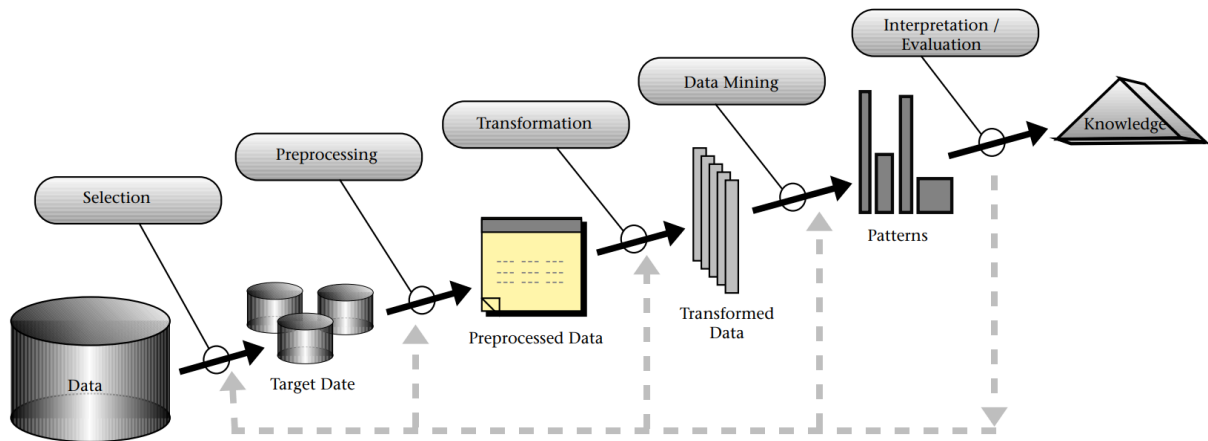 Interpretation /
Evaluation
Data Mining
Knowledge
Transformation
Preprocessing
Selection
Patterns
Transformed
Data
Preprocessed Data
Target Date
Data